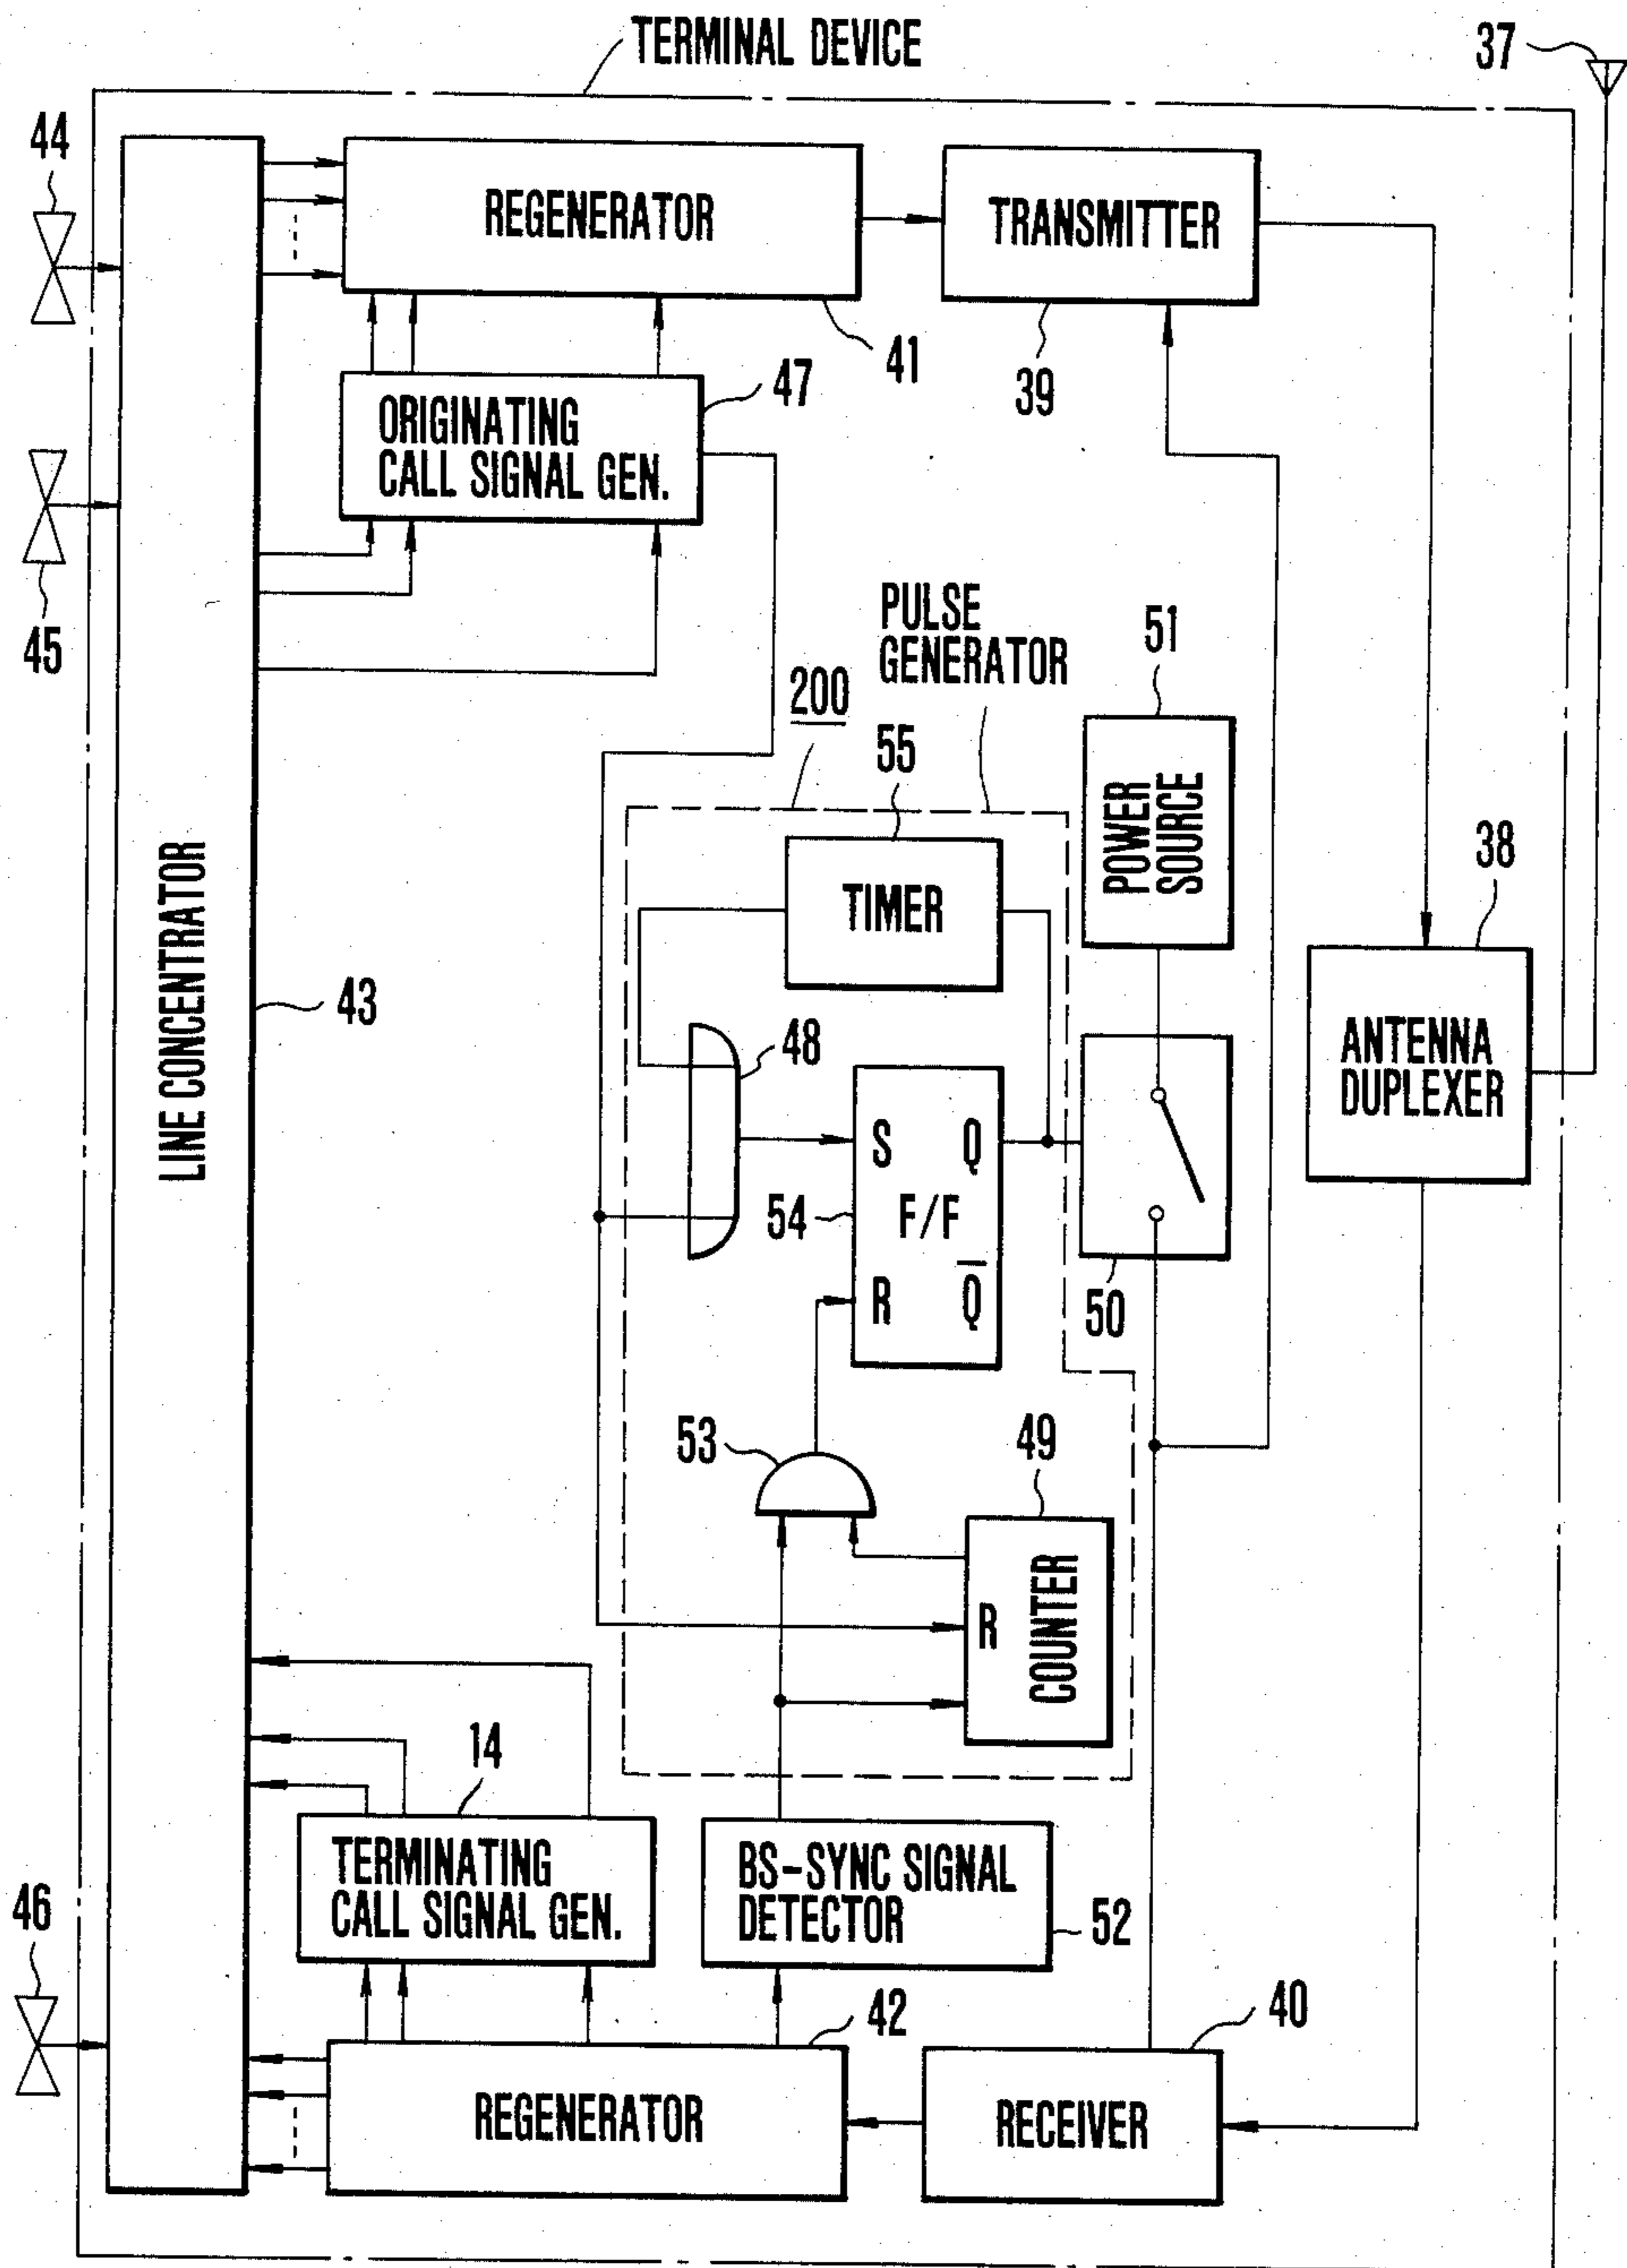 TERMINAL DEVICE
37
44
REGENERATOR
TRANSMITTER
41
39
47
ORIGINATING
CALL SIGNAL GEN.
45
PULSE
GENERATOR
51
200
55
POWER
SOURCE
TIMER
38
LINE CONCENTRATOR
43
48
ANTENNA
DUPLEXER
S Q
54
F/F
R Q̅
50
53
49
R
COUNTER
14
TERMINATING
CALL SIGNAL GEN.
BS-SYNC SIGNAL
DETECTOR
52
46
42
40
REGENERATOR
RECEIVER